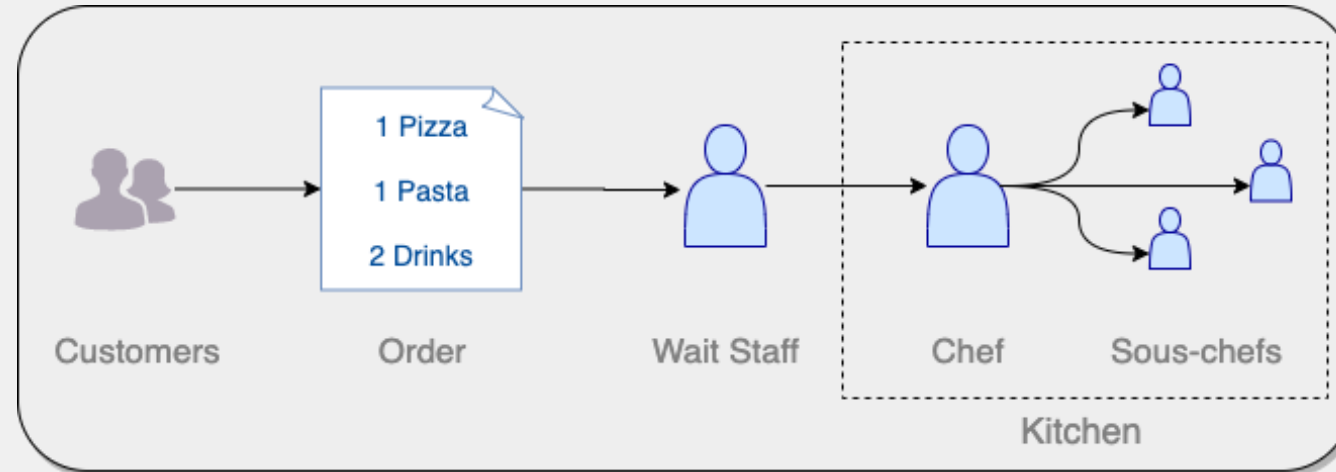 1 Pizza
1 Pasta
2 Drinks
Customers
Order
Wait Staff
Chef
Sous-chefs
Kitchen